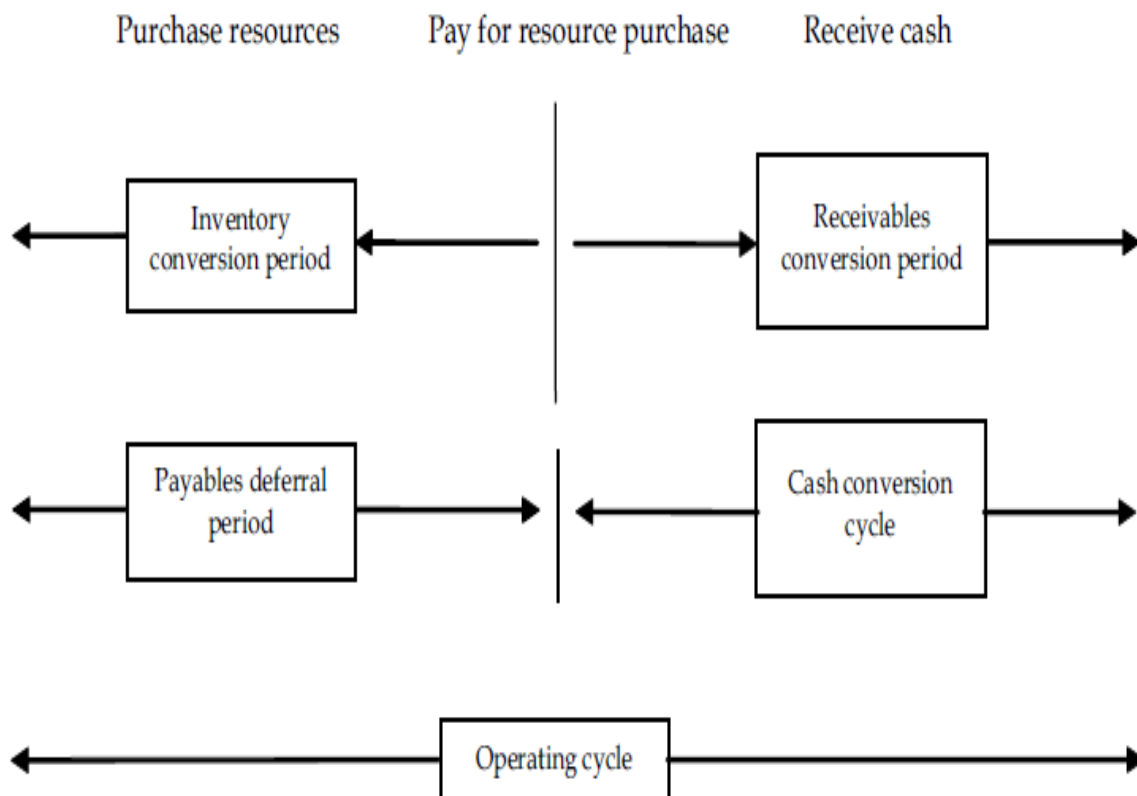 Purchase resources
Pay for resource purchase
Receive cash
Inventory
conversion period
Receivables
conversion period
Payables deferral
period
Cash conversion
cycle
Operating cycle